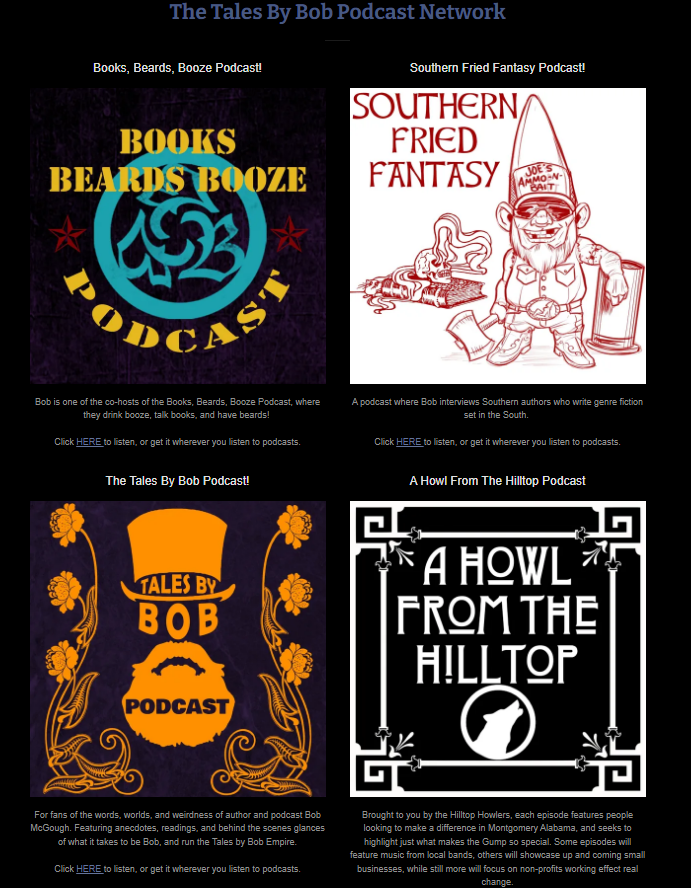 The Tales By Bob Podcast Network
Books, Beards, Booze Podcast!
BOOKS
BEARDS BOOZE
PODCAST
Bob is one of the co-hosts of the Books, Beards, Booze Podcast, where
they drink booze, talk books, and have beards!
Click HERE to listen, or get it wherever you listen to podcasts.
Southern Fried Fantasy Podcast!
SOUTHERN
FRIED
FANTASY
JOE'S
AMMO-N-
BAIT
A podcast where Bob interviews Southern authors who write genre fiction
set in the South.
Click HERE to listen, or get it wherever you listen to podcasts.
The Tales By Bob Podcast!
TALES BY
BOB
PODCAST
For fans of the words, worlds, and weirdness of author and podcast Bob
McGough. Featuring anecdotes, readings, and behind the scenes glances
of what it takes to be Bob, and run the Tales by Bob Empire.
Click HERE to listen, or get it wherever you listen to podcasts.
A Howl From The Hilltop Podcast
A HOWL
FROM THE
HILLTOP
Brought to you by the Hilltop Howlers, each episode features people
looking to make a difference in Montgomery Alabama, and seeks to
highlight just what makes the Gump so special. Some episodes will
feature music from local bands, others will showcase up and coming small
businesses, while still more will focus on non-profits working effect real
change.